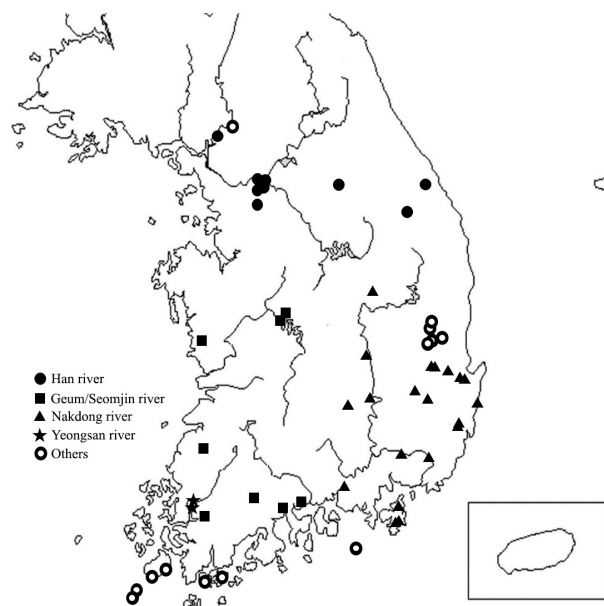 Han river
Geum/Seomjin river
Nakdong river
Yeongsan river
Others